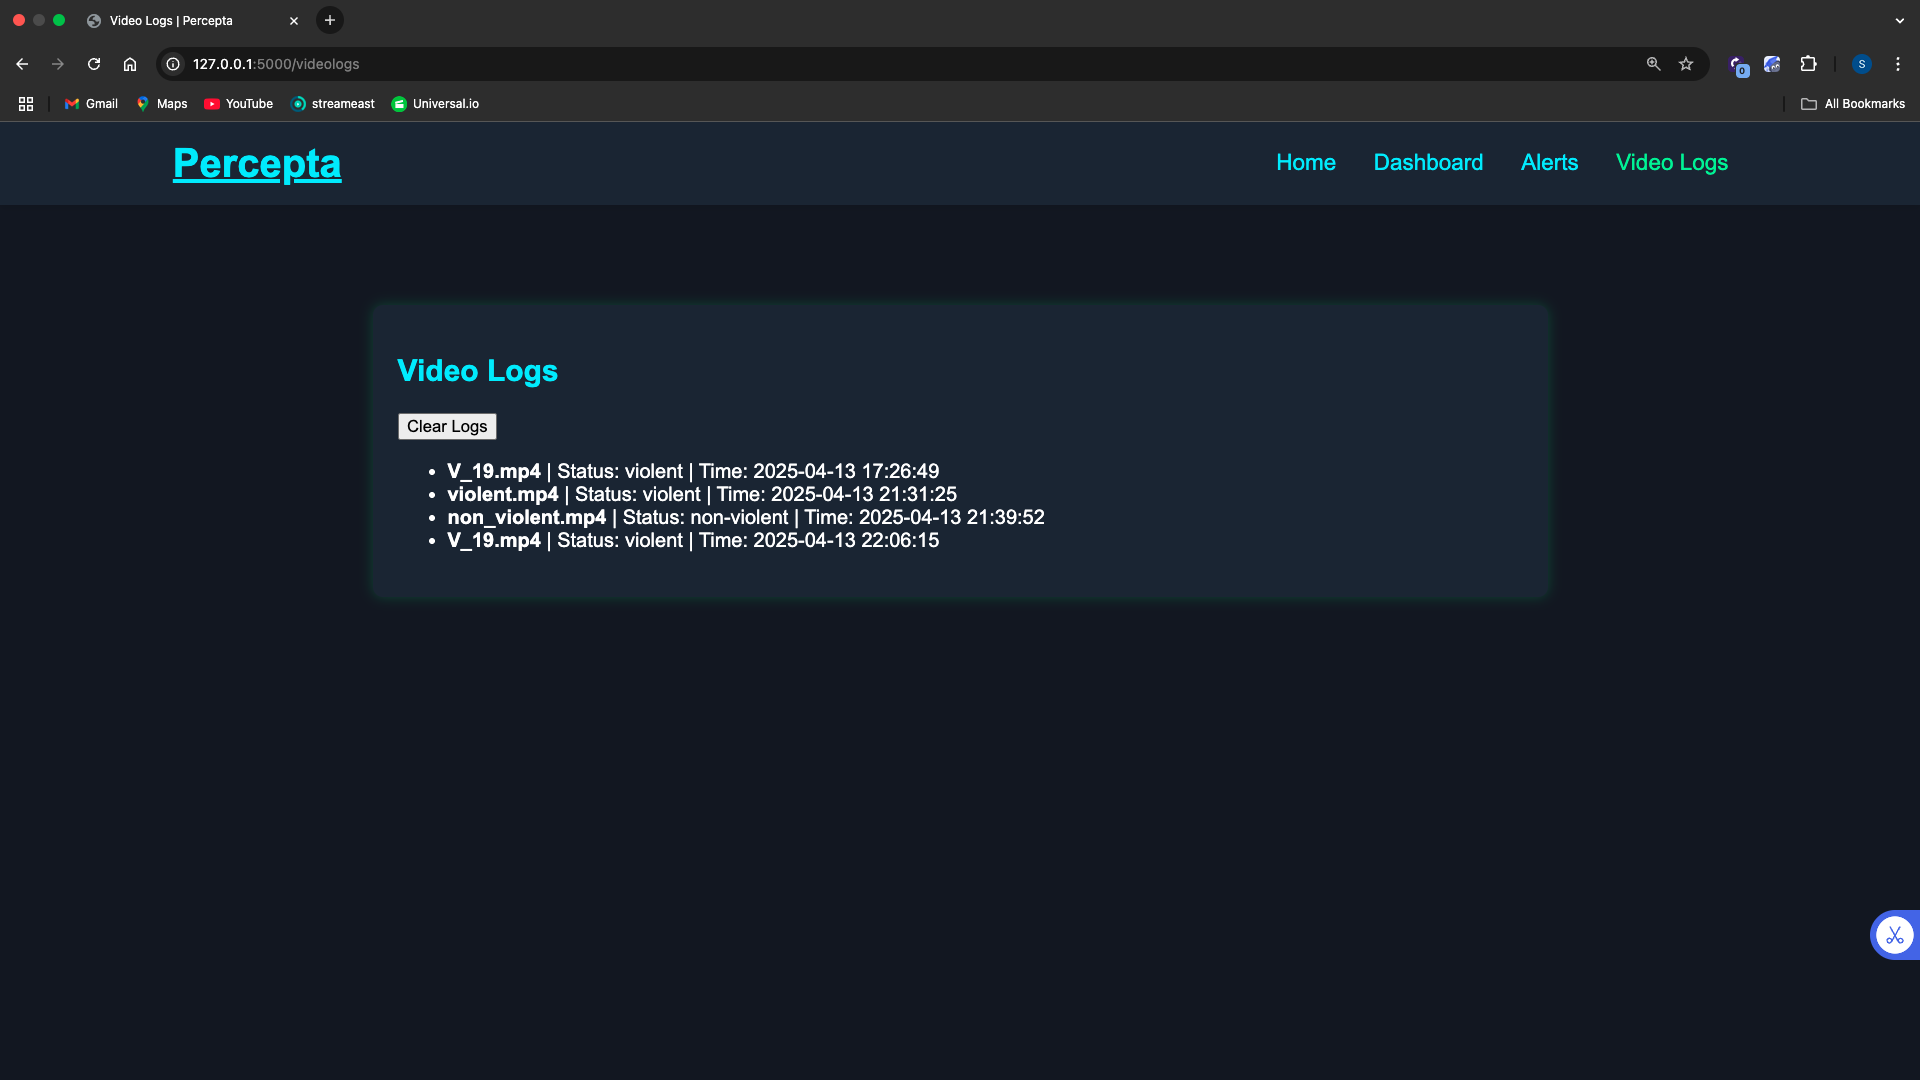 Video Logs | Percepta
127.0.0.1:5000/videologs
0
S
Gmail
Maps
YouTube
streameast
Universal.io
All Bookmarks
Percepta
Home
Dashboard
Alerts
Video Logs
Video Logs
Clear Logs
• V_19.mp4 | Status: violent | Time: 2025-04-13 17:26:49
• violent.mp4 | Status: violent | Time: 2025-04-13 21:31:25
• non_violent.mp4 | Status: non-violent | Time: 2025-04-13 21:39:52
• V_19.mp4 | Status: violent | Time: 2025-04-13 22:06:15